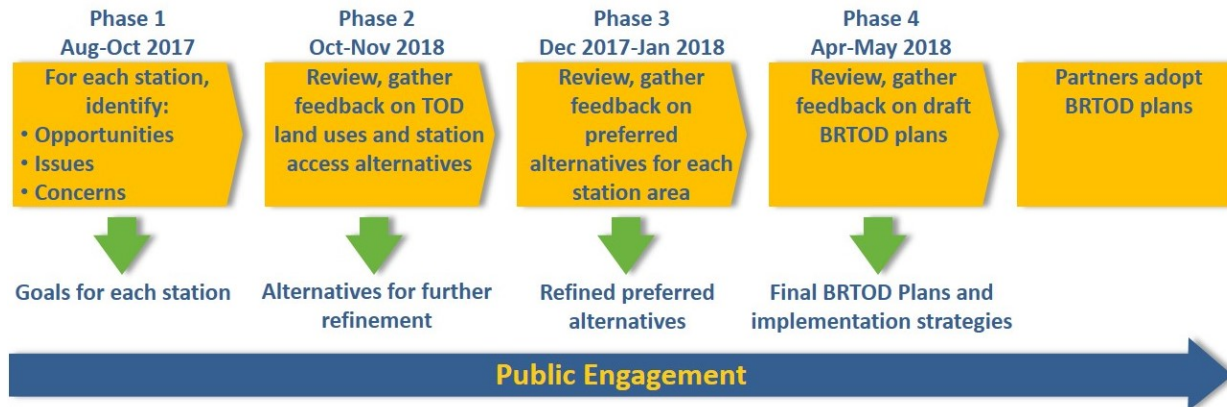 Phase 1
Aug-Oct 2017
For each station,
identify:
• Opportunities
• Issues
• Concerns
Goals for each station
Phase 2
Oct-Nov 2018
Review, gather
feedback on TOD
land uses and station
access alternatives
Alternatives for further
refinement
Phase 3
Dec 2017-Jan 2018
Review, gather
feedback on
preferred
alternatives for each
station area
Refined preferred
alternatives
Phase 4
Apr-May 2018
Review, gather
feedback on draft
BRTOD plans
Final BRTOD Plans and
implementation strategies
Partners adopt
BRTOD plans
Public Engagement